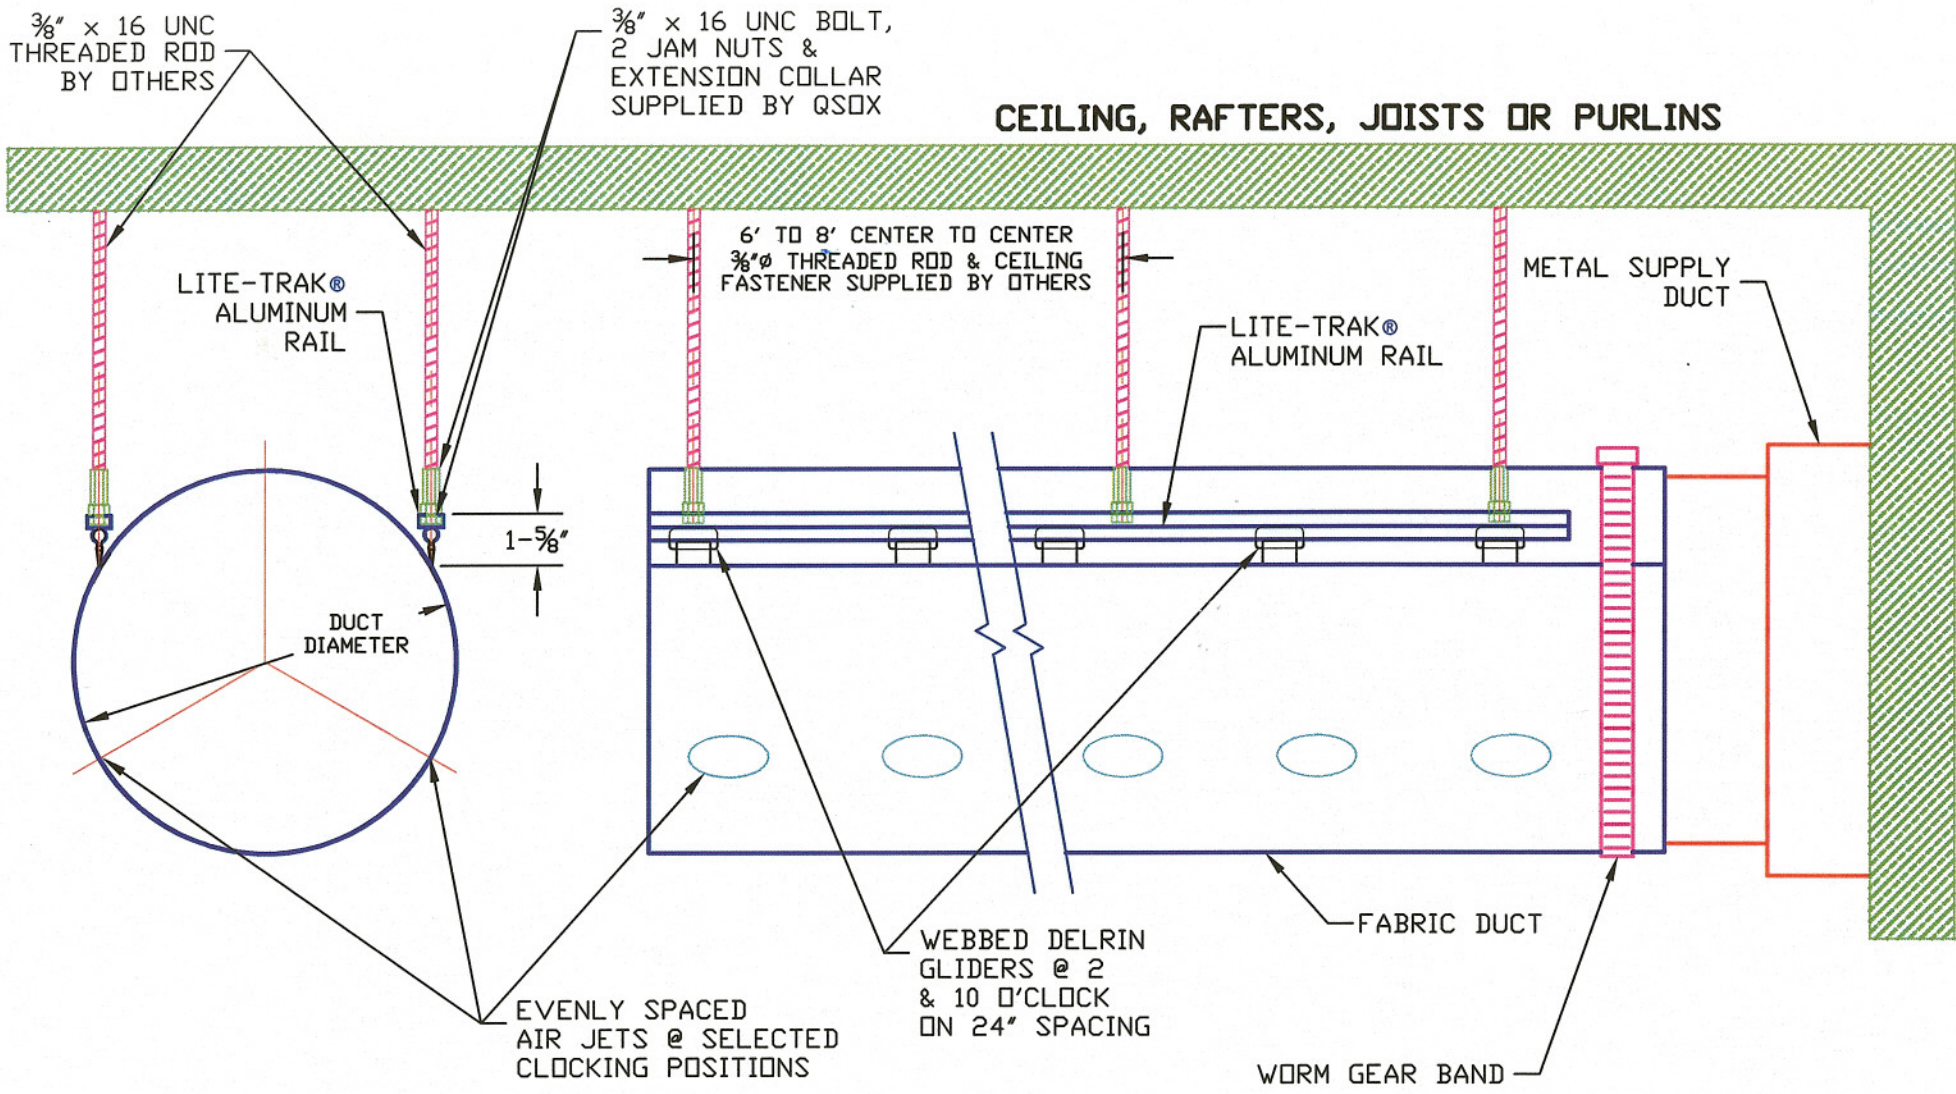 ⅜" x 16 UNC
THREADED ROD
BY OTHERS
⅜" x 16 UNC BOLT,
2 JAM NUTS &
EXTENSION COLLAR
SUPPLIED BY QSOX
CEILING, RAFTERS, JOISTS OR PURLINS
6' TO 8' CENTER TO CENTER
⅜"Ø THREADED ROD & CEILING
FASTENER SUPPLIED BY OTHERS
LITE-TRAK®
ALUMINUM
RAIL
METAL SUPPLY
DUCT
LITE-TRAK®
ALUMINUM RAIL
1-⅝"
DUCT
DIAMETER
FABRIC DUCT
WEBBED DELRIN
GLIDERS @ 2
& 10 O'CLOCK
ON 24" SPACING
EVENLY SPACED
AIR JETS @ SELECTED
CLOCKING POSITIONS
WORM GEAR BAND